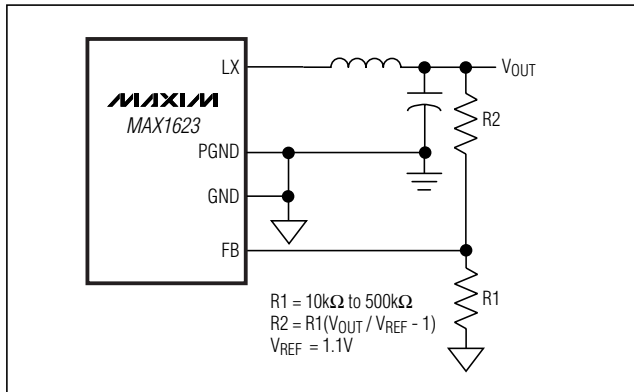 LX
VOUT
MAXIM
MAX1623
R2
PGND
GND
FB
R1
R1 = 10kΩ to 500kΩ
R2 = R1(VOUT / VREF - 1)
VREF = 1.1V